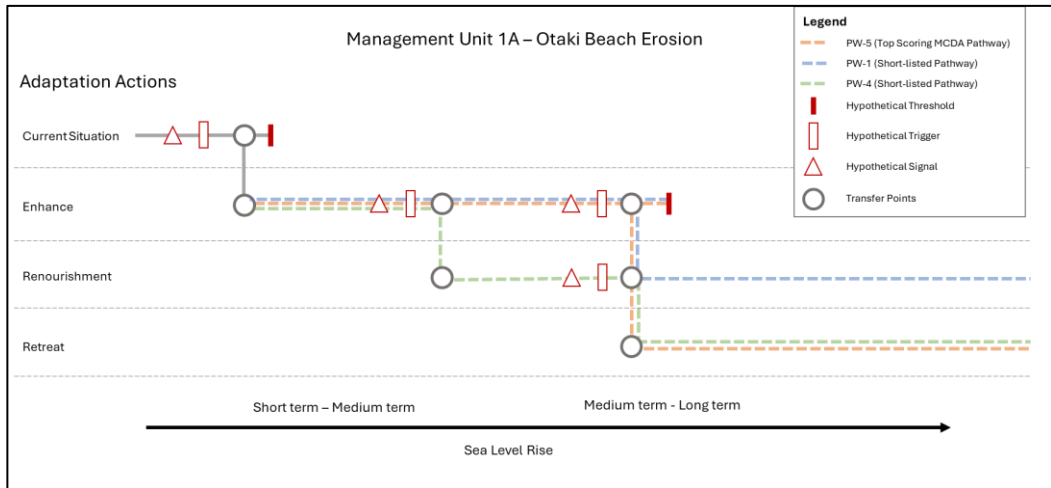 Management Unit 1A – Otaki Beach Erosion
Legend
PW-5 (Top Scoring MCDA Pathway)
PW-1 (Short-listed Pathway)
PW-4 (Short-listed Pathway)
Hypothetical Threshold
Hypothetical Trigger
Hypothetical Signal
Transfer Points
Adaptation Actions
Current Situation
Enhance
Renourishment
Retreat
Short term – Medium term
Medium term - Long term
Sea Level Rise